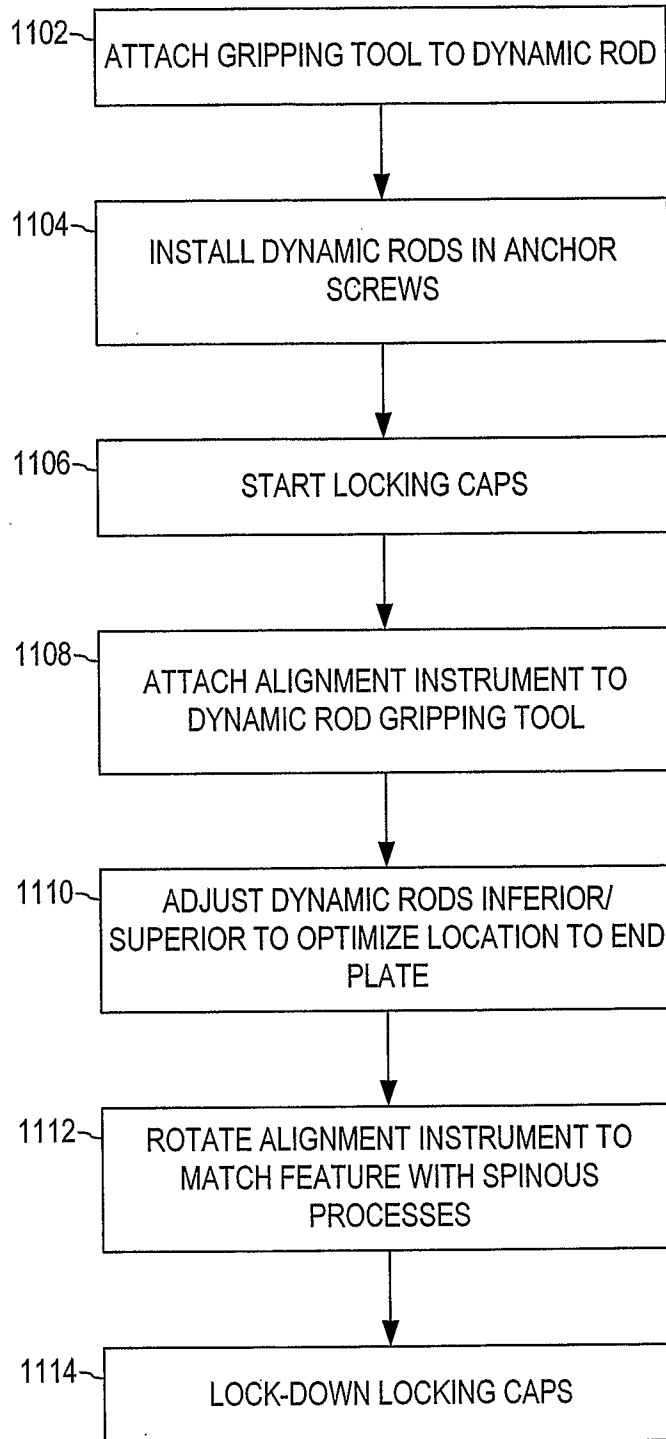 1102
ATTACH GRIPPING TOOL TO DYNAMIC ROD
1104
INSTALL DYNAMIC RODS IN ANCHOR
SCREWS
1106
START LOCKING CAPS
1108
ATTACH ALIGNMENT INSTRUMENT TO
DYNAMIC ROD GRIPPING TOOL
1110
ADJUST DYNAMIC RODS INFERIOR/
SUPERIOR TO OPTIMIZE LOCATION TO END
PLATE
1112
ROTATE ALIGNMENT INSTRUMENT TO
MATCH FEATURE WITH SPINOUS
PROCESSES
1114
LOCK-DOWN LOCKING CAPS